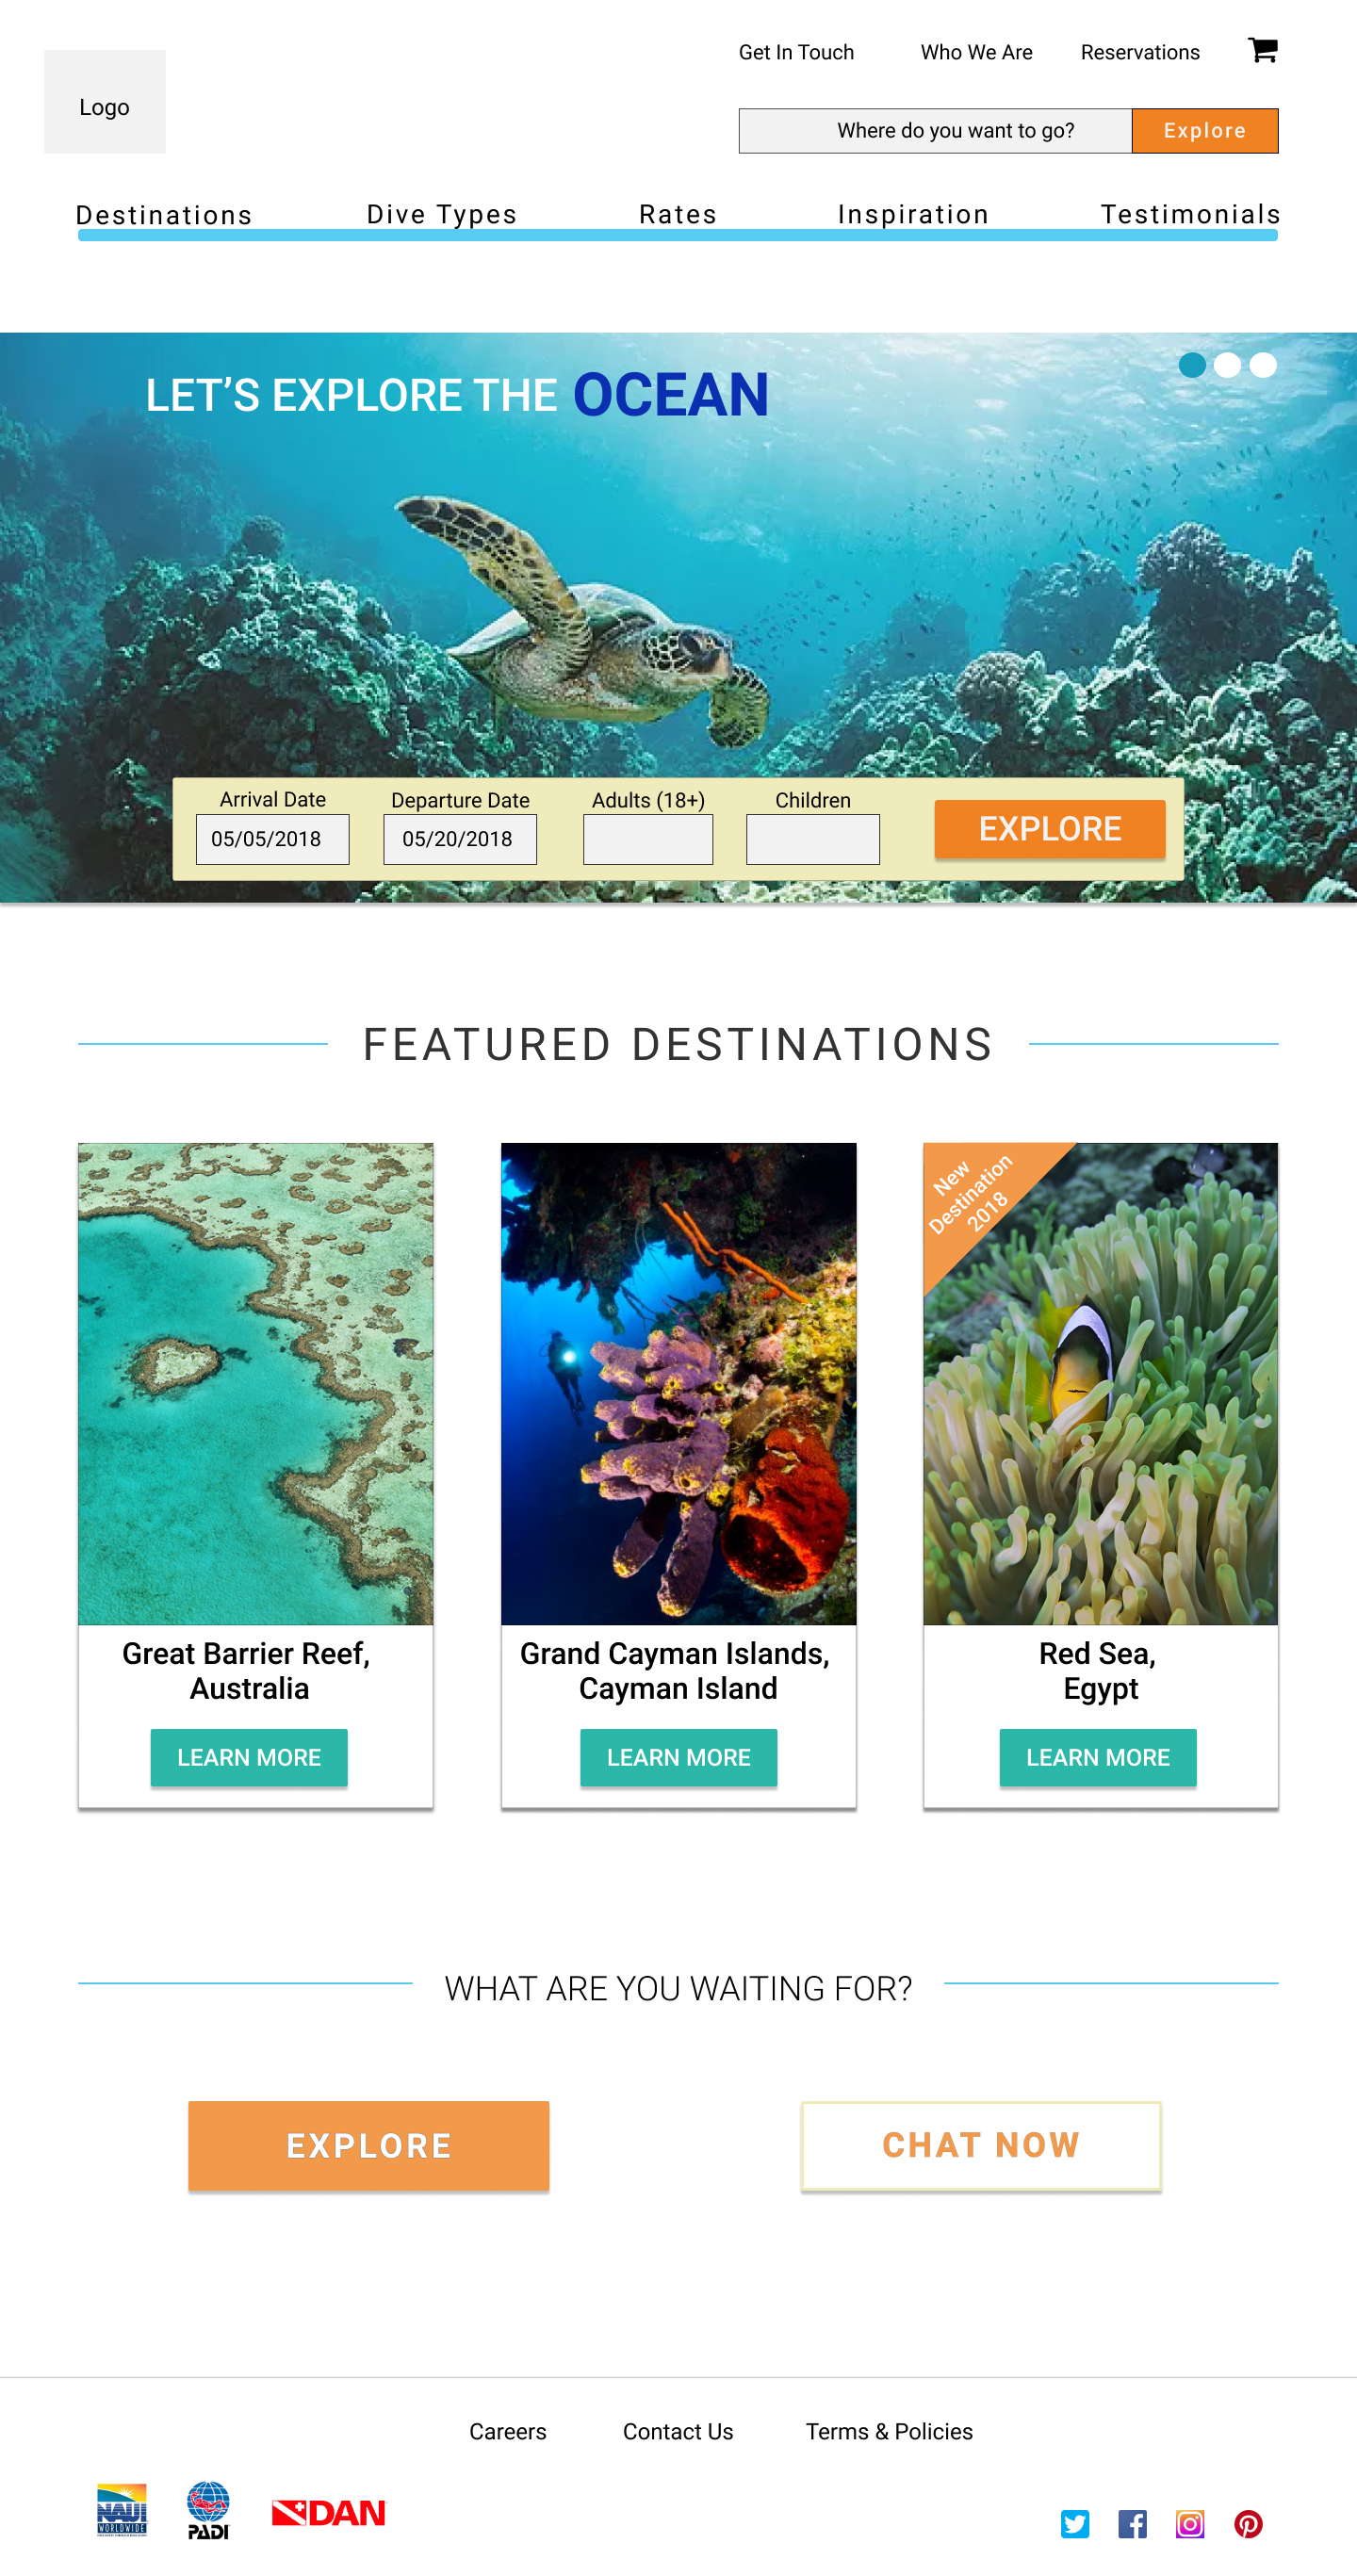 Get In Touch
Who We Are
Reservations
Logo
Where do you want to go?
Explore
Destinations
Dive Types
Rates
Inspiration
Testimonials
LET’S EXPLORE THE OCEAN
Arrival Date
Departure Date
Adults (18+)
Children
05/05/2018
05/20/2018
EXPLORE
FEATURED DESTINATIONS
New
Destination
2018
Great Barrier Reef,
Australia
LEARN MORE
Grand Cayman Islands,
Cayman Island
LEARN MORE
Red Sea,
Egypt
LEARN MORE
WHAT ARE YOU WAITING FOR?
EXPLORE
CHAT NOW
Careers
Contact Us
Terms & Policies
NAUI
WORLDWIDE
PADI
DAN